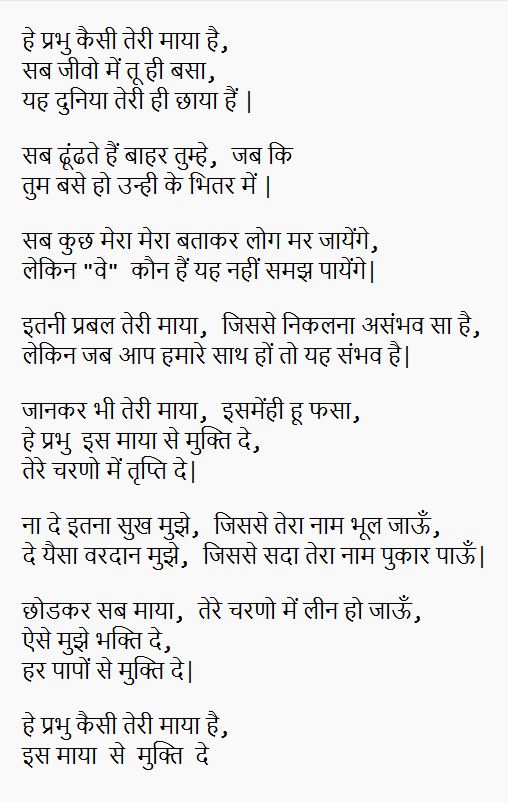 हे प्रभु कैसी तेरी माया है,
सब जीवो में तू ही बसा,
यह दुनिया तेरी ही छाया हैं |
सब ढूंढते हैं बाहर तुम्हे, जब कि
तुम बसे हो उन्ही के भितर में |
सब कुछ मेरा मेरा बताकर लोग मर जायेंगे,
लेकिन "वे" कौन हैं यह नहीं समझ पायेंगे|
इतनी प्रबल तेरी माया, जिससे निकलना असंभव सा है,
लेकिन जब आप हमारे साथ हों तो यह संभव है|
जानकर भी तेरी माया, इसमेंही हू फसा,
हे प्रभु इस माया से मुक्ति दे,
तेरे चरणो में तृप्ति दे|
ना दे इतना सुख मुझे, जिससे तेरा नाम भूल जाऊँ,
दे यैसा वरदान मुझे, जिससे सदा तेरा नाम पुकार पाऊँ|
छोडकर सब माया, तेरे चरणो में लीन हो जाऊँ,
ऐसे मुझे भक्ति दे,
हर पापों से मुक्ति दे|
हे प्रभु कैसी तेरी माया है,
इस माया से मुक्ति दे